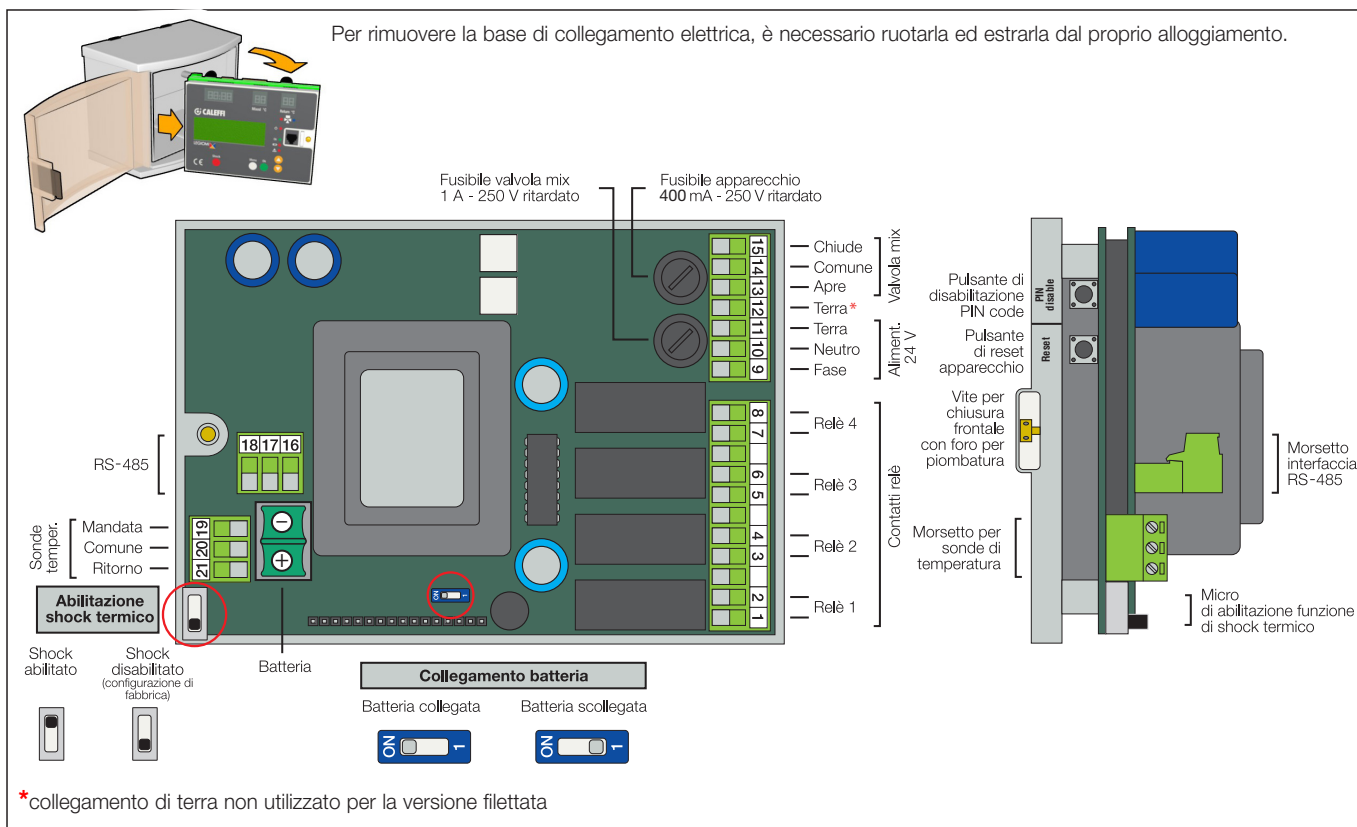 Per rimuovere la base di collegamento elettrica, è necessario ruotarla ed estrarla dal proprio alloggiamento.
CALEFFI
Fusibile valvola mix
1 A - 250 V ritardato
Fusibile apparecchio
400 mA - 250 V ritardato
15
14
13
12
11
10
9
Chiude
Comune
Apre
Terra*
Terra
Neutro
Fase
Valvola mix
Aliment.
24 V
8
7
6
5
4
3
2
1
Relè 4
Relè 3
Relè 2
Relè 1
Contatti relè
RS-485
18 17 16
Sonde
temper.
Mandata
Comune
Ritorno
19
20
21
Abilitazione
shock termico
Shock
abilitato
Shock
disabilitato
(configurazione di
fabbrica)
Batteria
ON 1
Collegamento batteria
Batteria collegata
Batteria scollegata
ON 1
ON 1
Pulsante di
disabilitazione
PIN code
PIN
disable
Pulsante
di reset
apparecchio
Reset
Vite per
chiusura
frontale
con foro per
piombatura
Morsetto
interfaccia
RS-485
Morsetto per
sonde di
temperatura
Micro
di abilitazione funzione
di shock termico
*collegamento di terra non utilizzato per la versione filettata